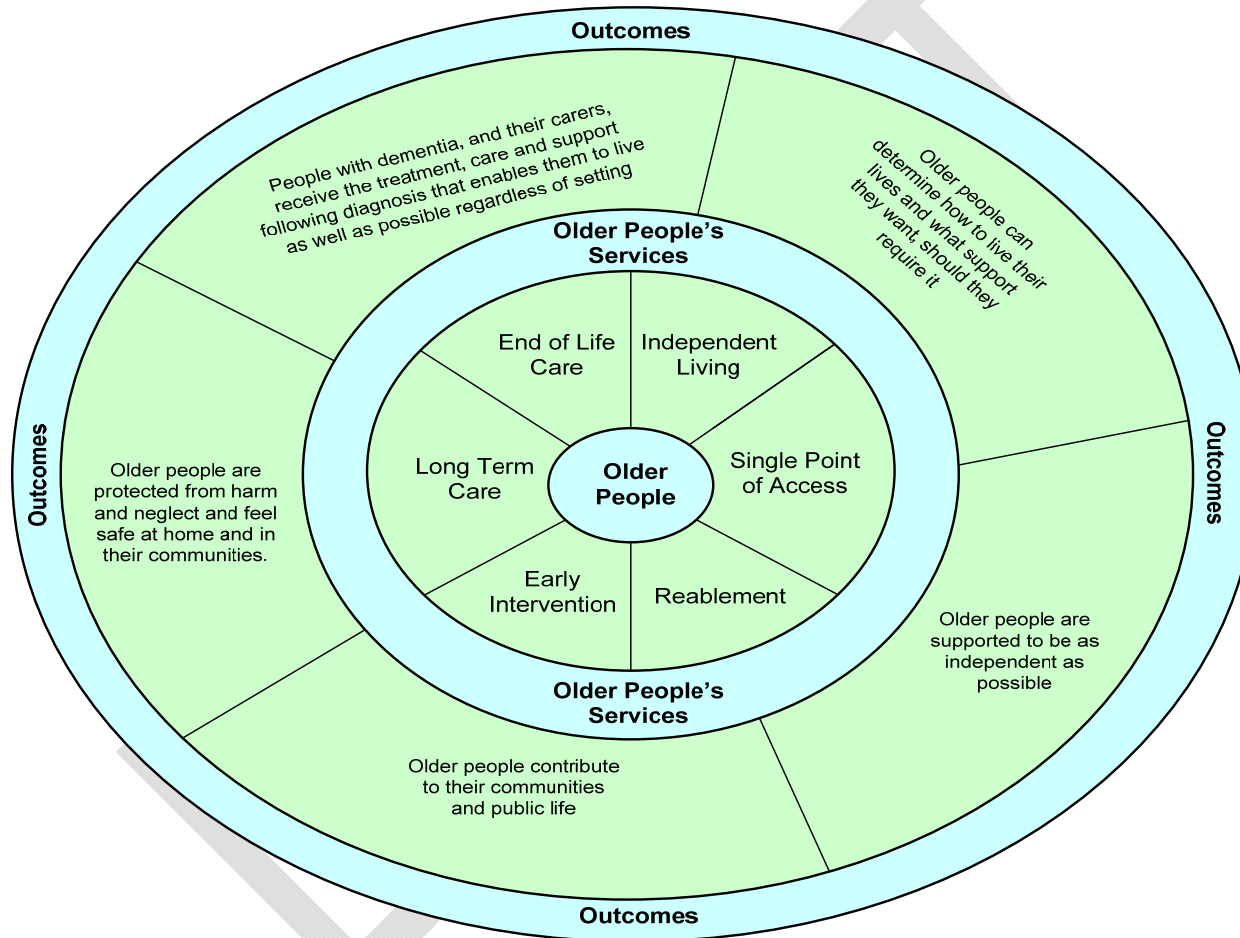 Outcomes
People with dementia, and their carers,
receive the treatment, care and support
following diagnosis that enables them to live
as well as possible regardless of setting
Older people can
determine how to live their
lives and what support
they want, should they
require it
Older People's
Services
End of Life
Care
Independent
Living
Outcomes
Older people are
protected from harm
and neglect and feel
safe at home and in
their communities.
Long Term
Care
Older
People
Single Point
of Access
Outcomes
Early
Intervention
Reablement
Older people are
supported to be as
independent as
possible
Older People's
Services
Older people contribute
to their communities
and public life
Outcomes